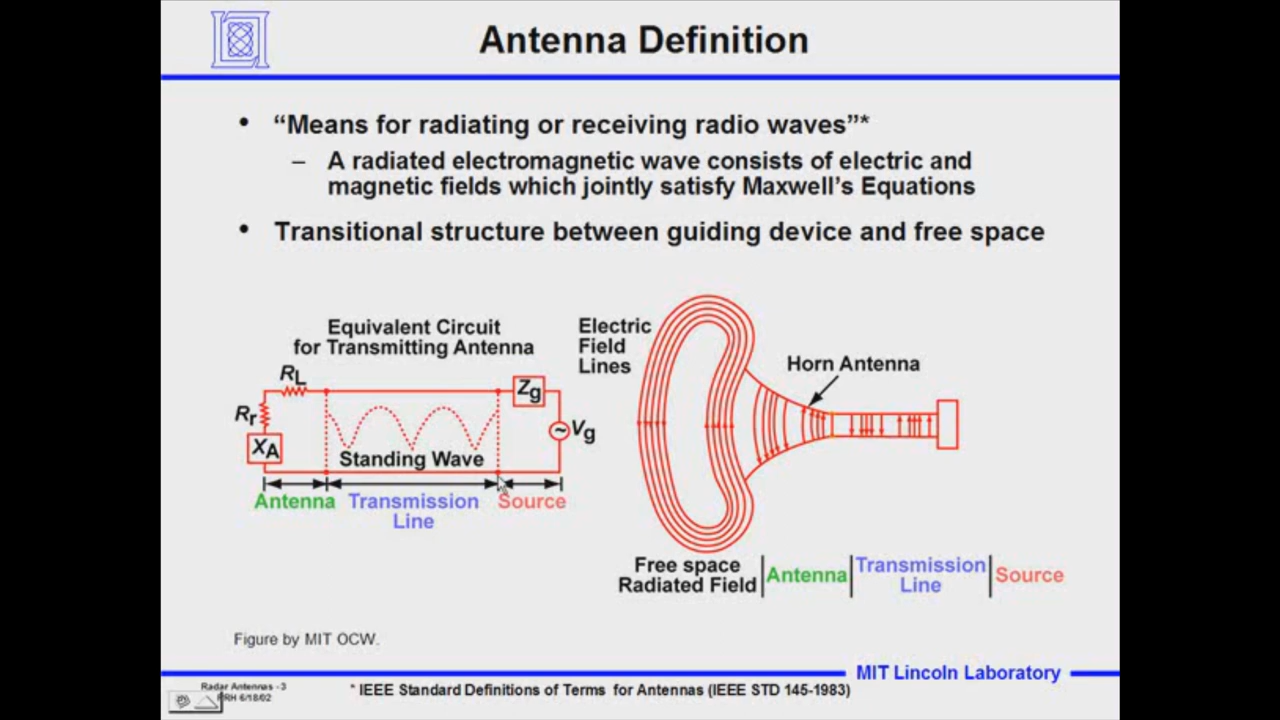 Antenna Definition
• “Means for radiating or receiving radio waves”*
– A radiated electromagnetic wave consists of electric and
magnetic fields which jointly satisfy Maxwell’s Equations
• Transitional structure between guiding device and free space
Equivalent Circuit
for Transmitting Antenna
RL
Rr
XA
Zg
Vg
~
Standing Wave
Antenna
Transmission
Line
Source
Electric
Field
Lines
Horn Antenna
Free space
Radiated Field
Antenna
Transmission
Line
Source
Figure by MIT OCW.
MIT Lincoln Laboratory
Radar Antennas - 3
RH 6/18/02
* IEEE Standard Definitions of Terms for Antennas (IEEE STD 145-1983)